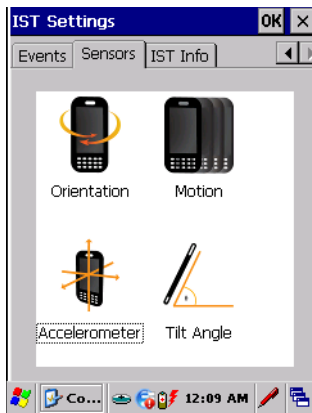 IST Settings OK ×
Events Sensors IST Info
Orientation Motion
Accelerometer Tilt Angle
Co... 12:09 AM